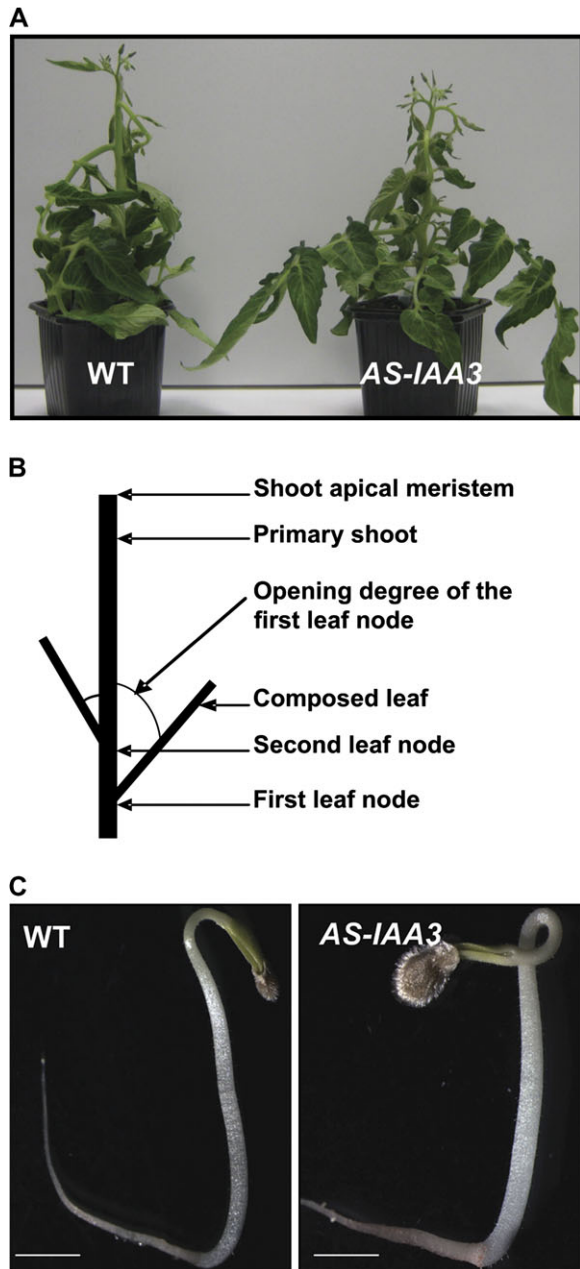 A
WT
AS-IAA3
B
Shoot apical meristem
Primary shoot
Opening degree of the
first leaf node
Composed leaf
Second leaf node
First leaf node
C
WT
AS-IAA3